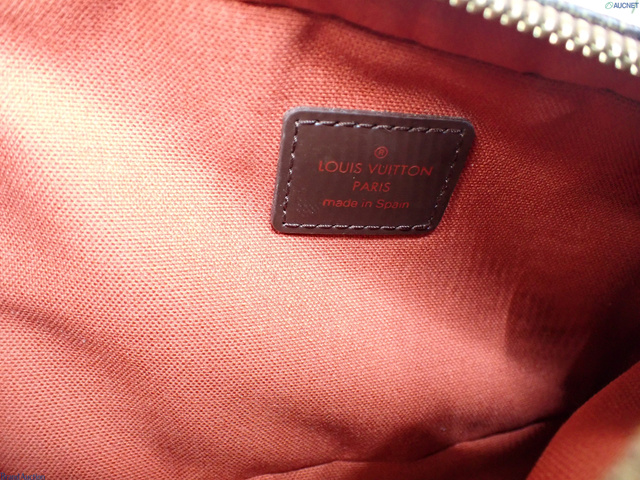 AUCNET
®
LOUIS VUITTON
PARIS
made in Spain